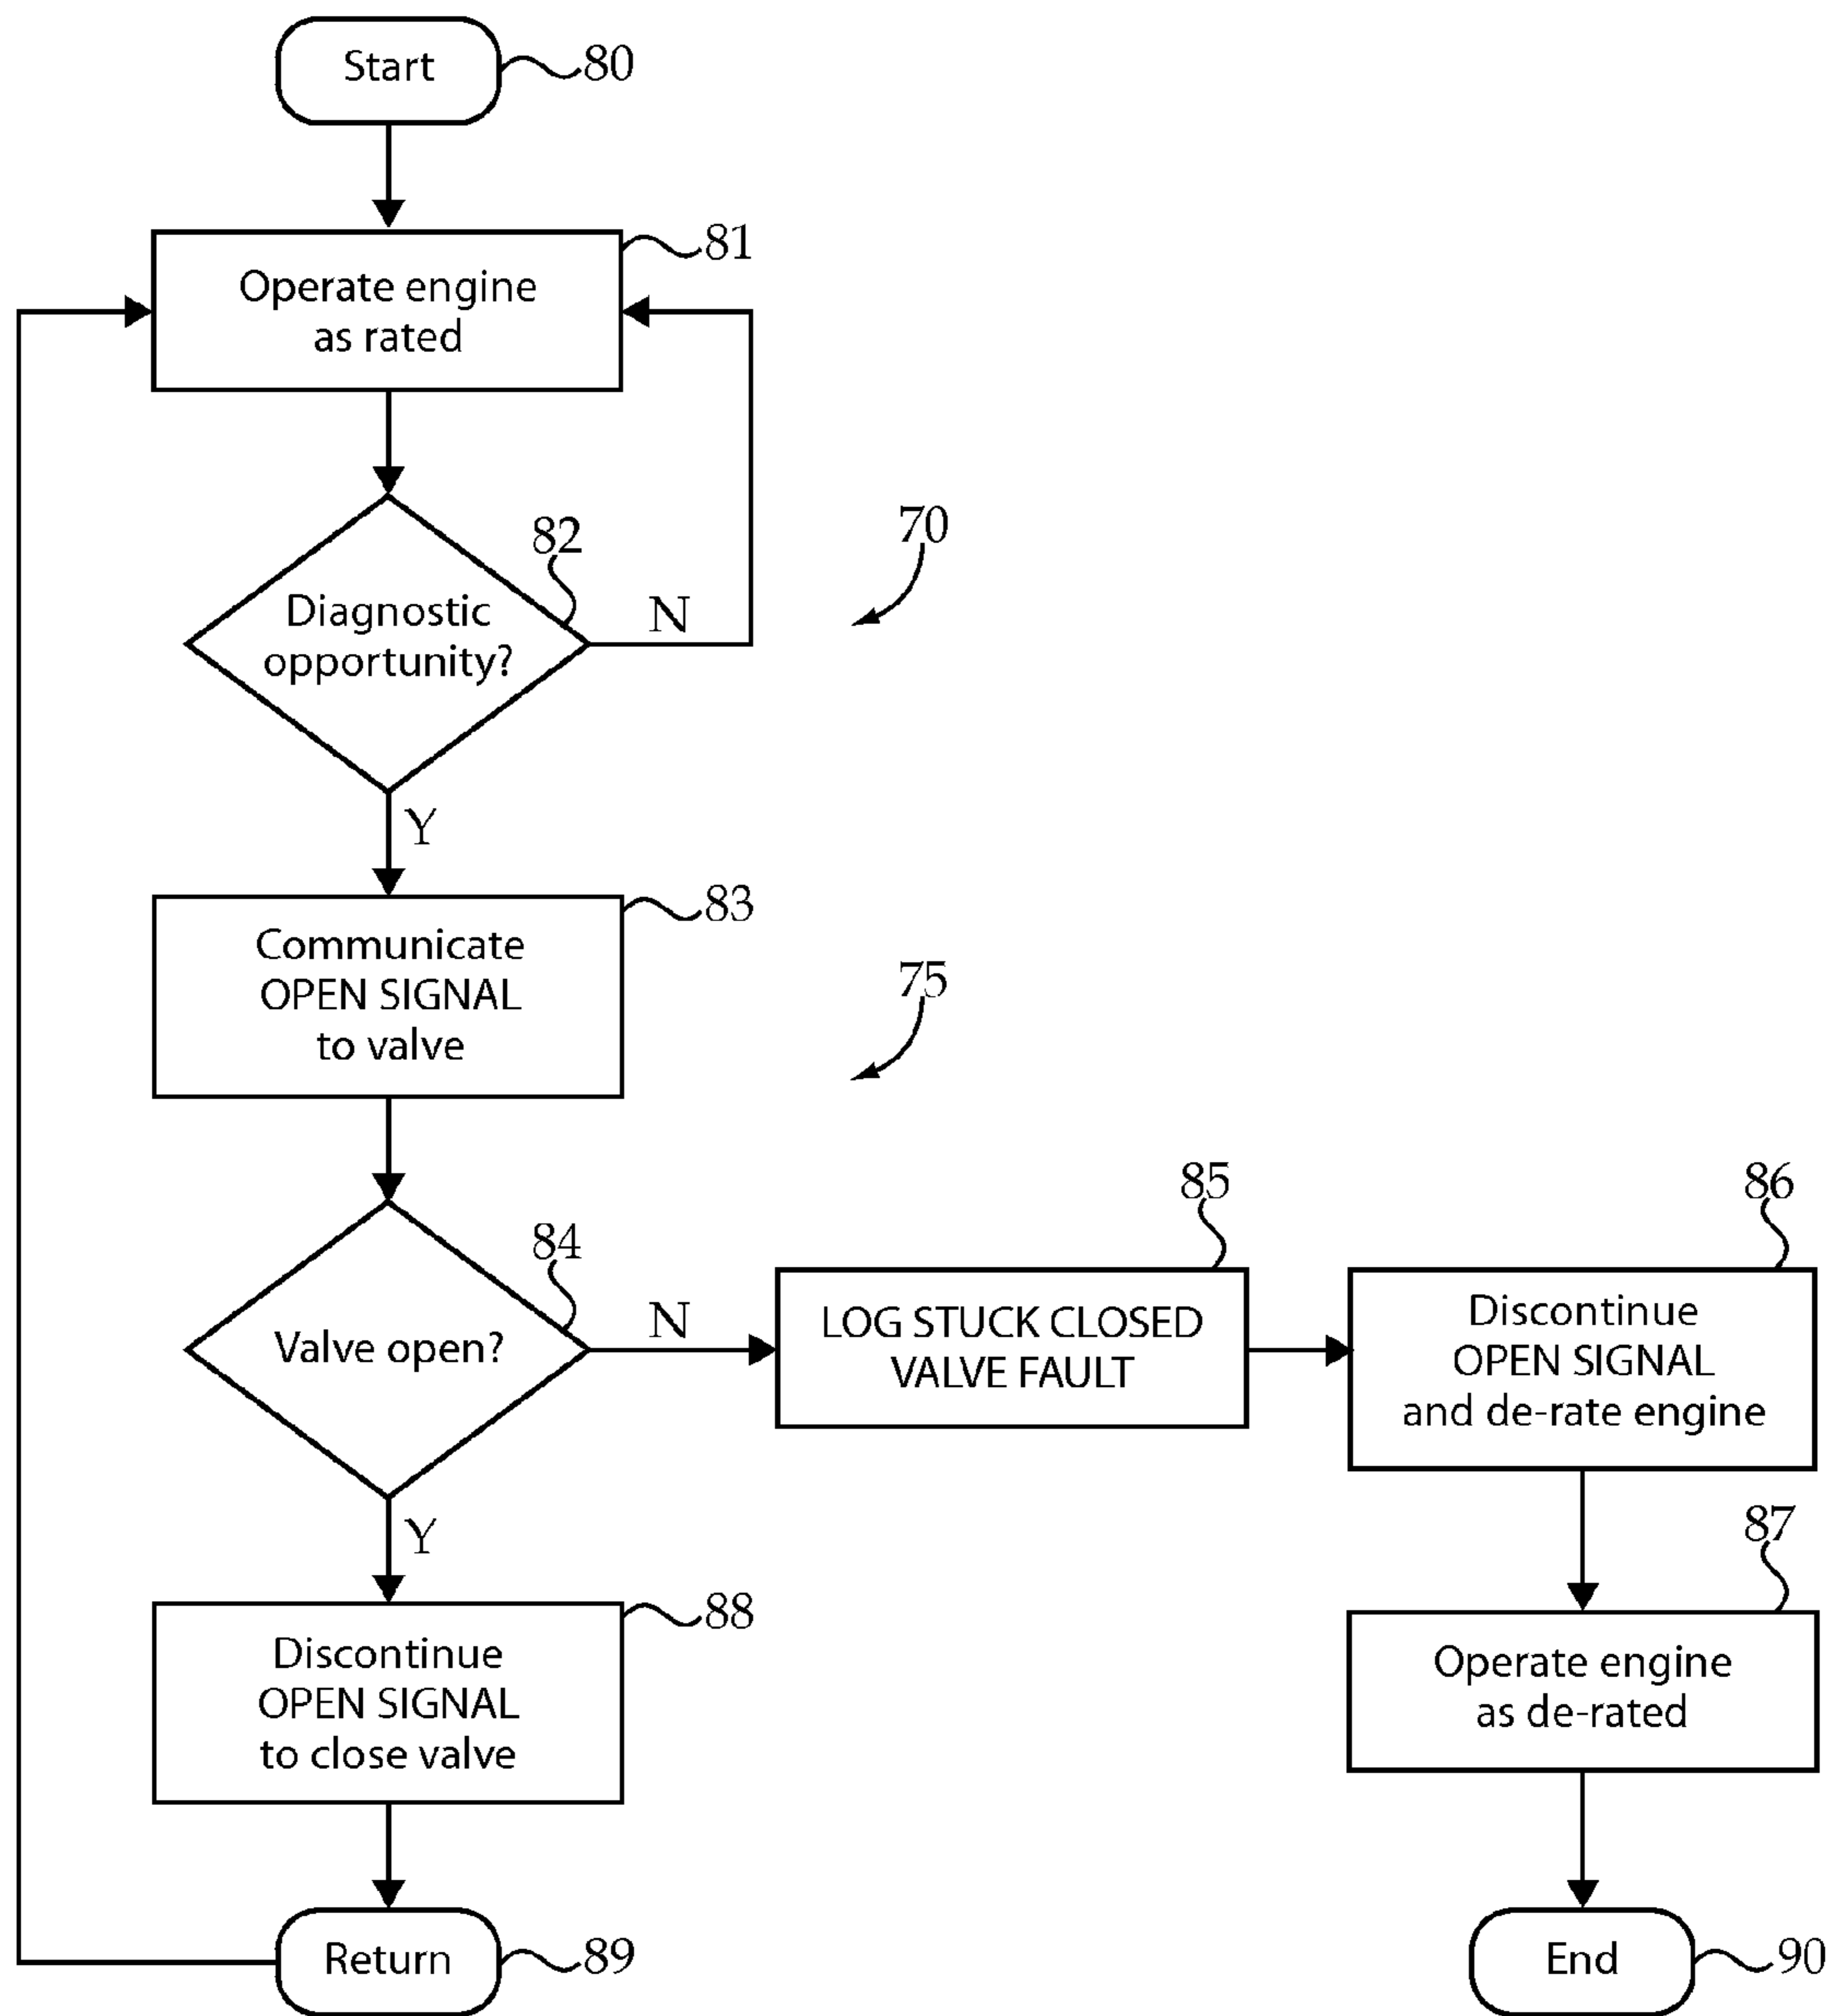 Start
80
81
Operate engine
as rated
82
70
Diagnostic
opportunity?
N
Y
83
Communicate
OPEN SIGNAL
to valve
75
84
Valve open?
N
85
LOG STUCK CLOSED
VALVE FAULT
86
Discontinue
OPEN SIGNAL
and de-rate engine
Y
87
Operate engine
as de-rated
88
Discontinue
OPEN SIGNAL
to close valve
Return
89
End
90